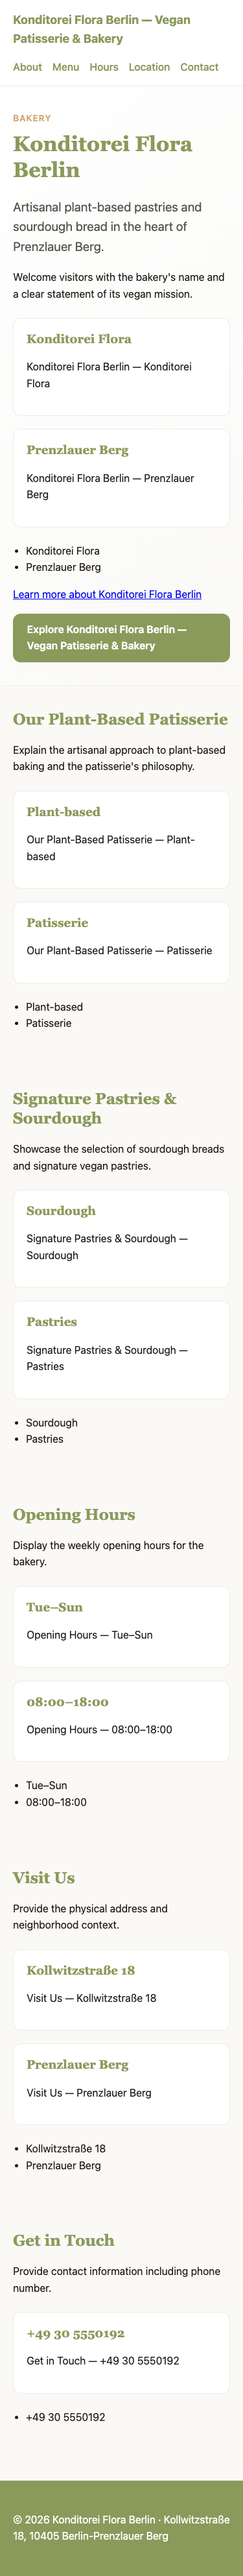 Konditorei Flora Berlin — Vegan
Patisserie & Bakery
About Menu Hours Location Contact
BAKERY
Konditorei Flora
Berlin
Artisanal plant-based pastries and
sourdough bread in the heart of
Prenzlauer Berg.
Welcome visitors with the bakery's name and
a clear statement of its vegan mission.
Konditorei Flora
Konditorei Flora Berlin — Konditorei
Flora
Prenzlauer Berg
Konditorei Flora Berlin — Prenzlauer
Berg
• Konditorei Flora
• Prenzlauer Berg
Learn more about Konditorei Flora Berlin
Explore Konditorei Flora Berlin —
Vegan Patisserie & Bakery
Our Plant-Based Patisserie
Explain the artisanal approach to plant-based
baking and the patisserie's philosophy.
Plant-based
Our Plant-Based Patisserie — Plant-
based
Patisserie
Our Plant-Based Patisserie — Patisserie
• Plant-based
• Patisserie
Signature Pastries &
Sourdough
Showcase the selection of sourdough breads
and signature vegan pastries.
Sourdough
Signature Pastries & Sourdough —
Sourdough
Pastries
Signature Pastries & Sourdough —
Pastries
• Sourdough
• Pastries
Opening Hours
Display the weekly opening hours for the
bakery.
Tue–Sun
Opening Hours — Tue–Sun
08:00–18:00
Opening Hours — 08:00–18:00
• Tue–Sun
• 08:00–18:00
Visit Us
Provide the physical address and
neighborhood context.
Kollwitzstraße 18
Visit Us — Kollwitzstraße 18
Prenzlauer Berg
Visit Us — Prenzlauer Berg
• Kollwitzstraße 18
• Prenzlauer Berg
Get in Touch
Provide contact information including phone
number.
+49 30 5550192
Get in Touch — +49 30 5550192
• +49 30 5550192
© 2026 Konditorei Flora Berlin · Kollwitzstraße
18, 10405 Berlin-Prenzlauer Berg